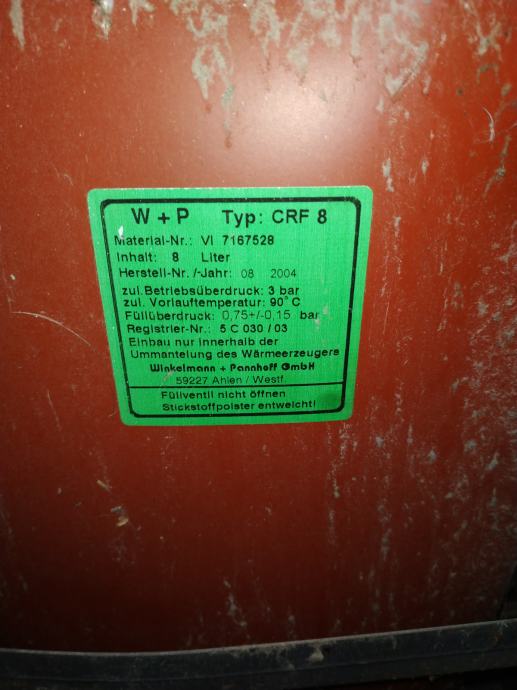 W + P Typ: CRF 8
Material-Nr.: VI 7167528
Inhalt: 8 Liter
Herstell-Nr. /-Jahr: 08 2004
zul.Betriebsüberdruck: 3 bar
zul. Vorlauftemperatur: 90°C
Füllüberdruck: 0,75+/-0,15 bar
Registrier-Nr.: 5 C 030 / 03
Einbau nur innerhalb der
Ummantelung des Wärmeerzeugers
Winkelmann + Pannhoff GmbH
59227 Ahlen / Westf.
Füllventil nicht öffnen
Stickstoffpolster entweicht!